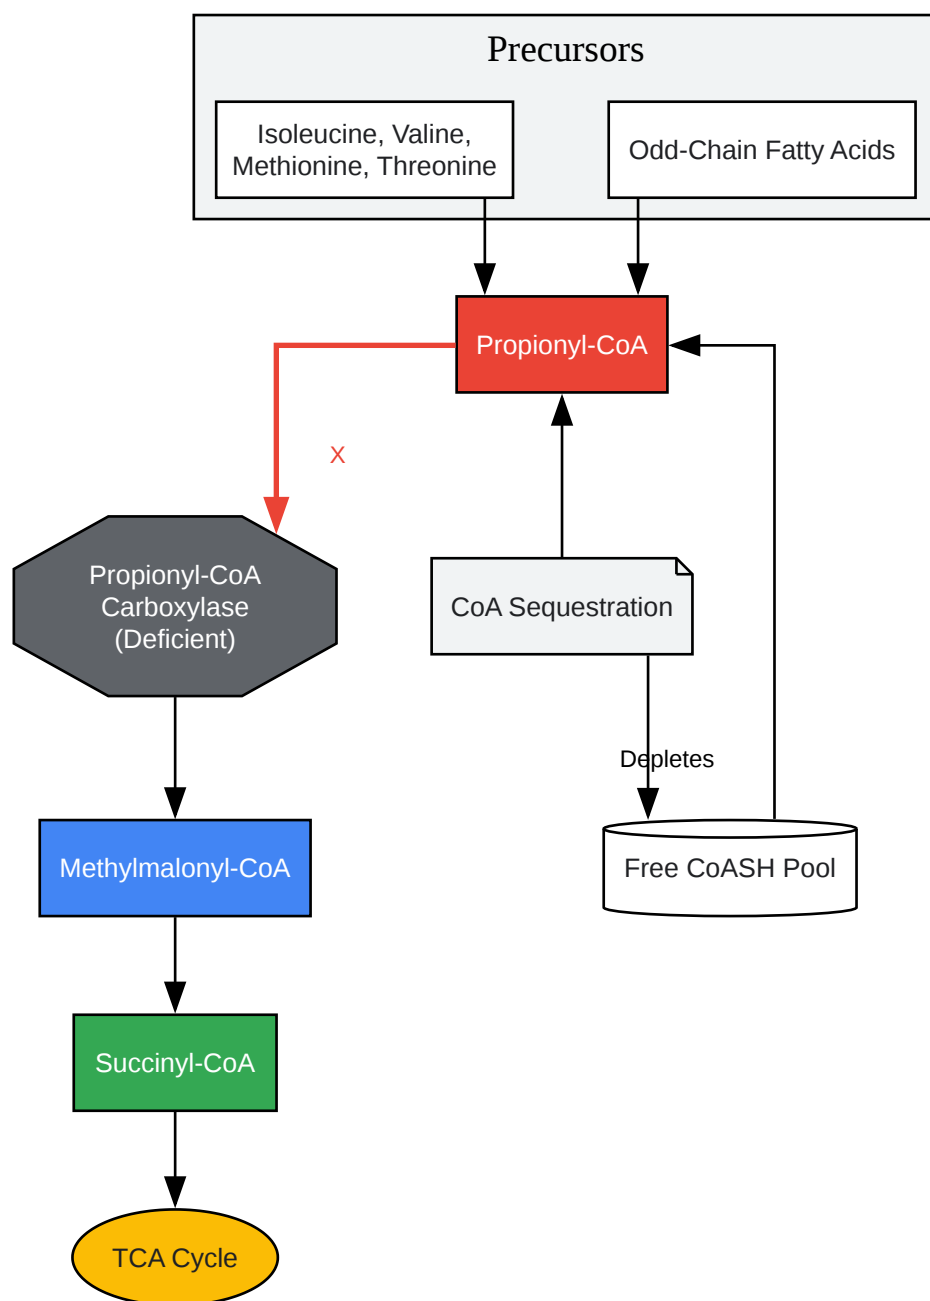 Precursors
Isoleucine, Valine,
Methionine, Threonine
Odd-Chain Fatty Acids
Propionyl-CoA
X
Propionyl-CoA
Carboxylase
(Deficient)
CoA Sequestration
Depletes
Methylmalonyl-CoA
Free CoASH Pool
Succinyl-CoA
TCA Cycle